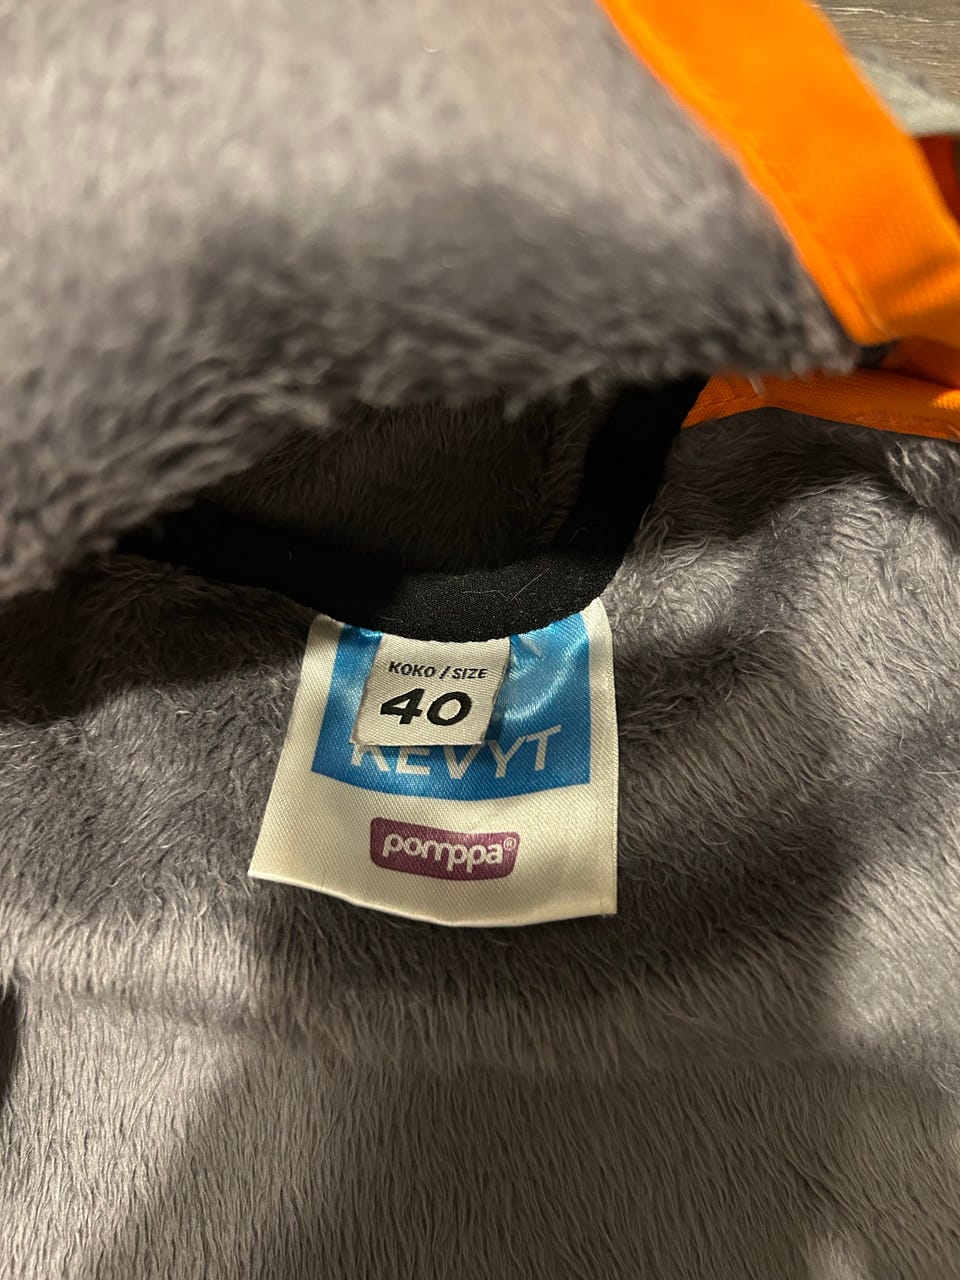 KOKO / SIZE
40
KEVYT
pomppa®